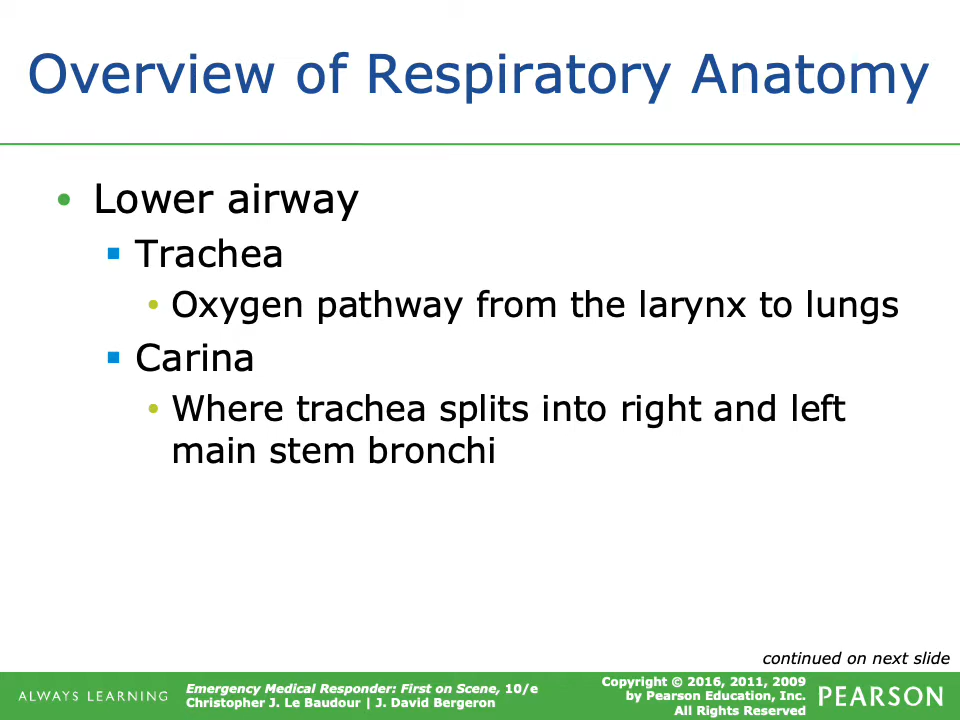 Overview of Respiratory Anatomy
• Lower airway
▪ Trachea
• Oxygen pathway from the larynx to lungs
▪ Carina
• Where trachea splits into right and left
main stem bronchi
continued on next slide
ALWAYS LEARNING
Emergency Medical Responder: First on Scene, 10/e
Christopher J. Le Baudour | J. David Bergeron
Copyright © 2016, 2011, 2009
by Pearson Education, Inc.
All Rights Reserved
PEARSON